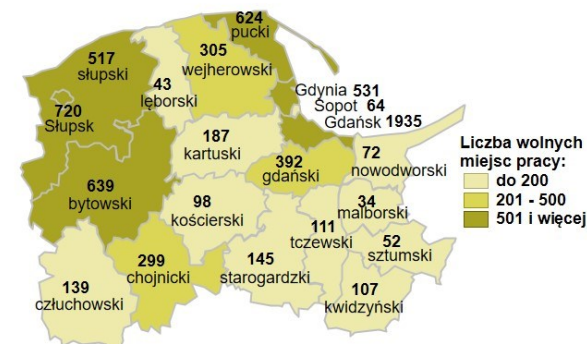 624
pucki
517
słupski
305
wejherowski
43
lęborski
Gdynia 531
Sopot 64
Gdańsk 1935
720
Słupsk
187
kartuski
392
gdański
72
nowodworski
Liczba wolnych
miejsc pracy:
do 200
201 - 500
501 i więcej
639
bytowski
98
kościerski
34
malborski
111
tczewski
52
sztumski
299
chojnicki
145
starogardzki
139
człuchowski
107
kwidzyński